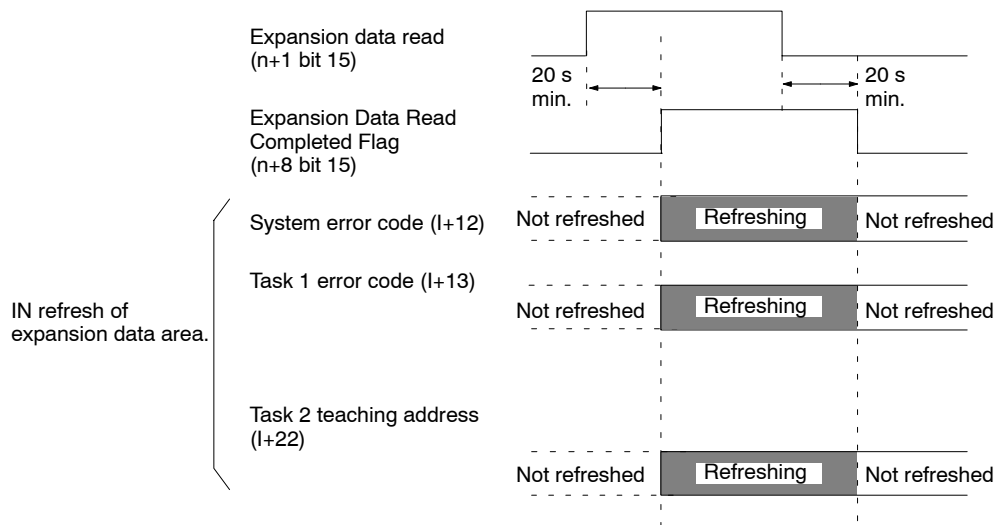 Expansion data read
(n+1 bit 15)
20 s
min.
20 s
min.
Expansion Data Read
Completed Flag
(n+8 bit 15)
IN refresh of
expansion data area.
System error code (I+12)
Not refreshed
Refreshing
Not refreshed
Task 1 error code (I+13)
Not refreshed
Refreshing
Not refreshed
Task 2 teaching address
(I+22)
Not refreshed
Refreshing
Not refreshed